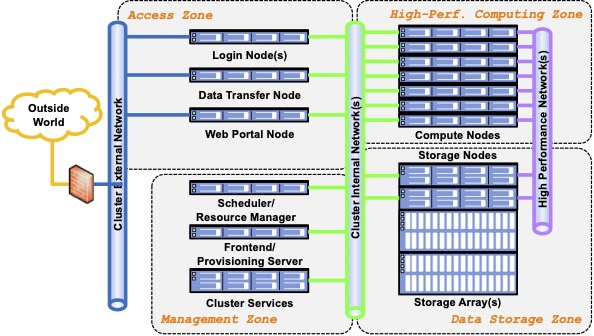 Access Zone
High-Perf. Computing Zone
Login Node(s)
Data Transfer Node
Web Portal Node
Outside
World
Cluster External Network
Cluster Internal Network(s)
High Performance Network(s)
Compute Nodes
Storage Nodes
Scheduler/
Resource Manager
Frontend/
Provisioning Server
Cluster Services
Storage Array(s)
Management Zone
Data Storage Zone